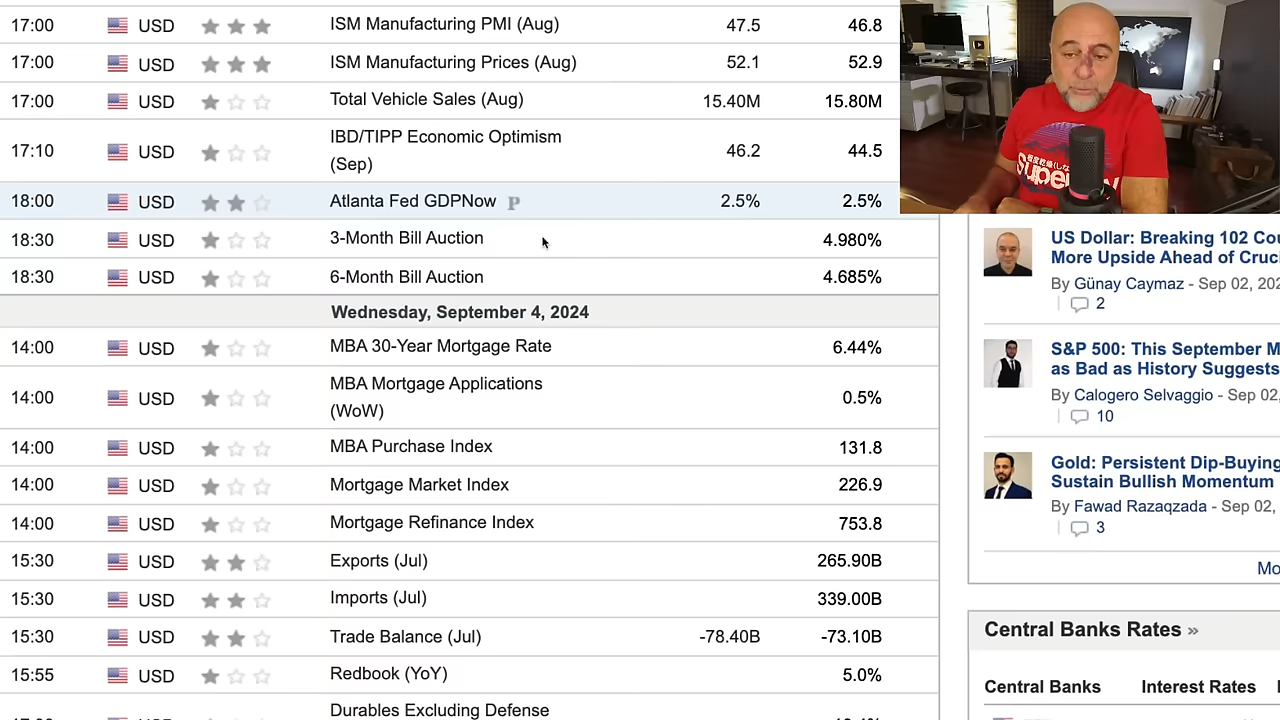 17:00 USD ISM Manufacturing PMI (Aug) 47.5 46.8
17:00 USD ISM Manufacturing Prices (Aug) 52.1 52.9
17:00 USD Total Vehicle Sales (Aug) 15.40M 15.80M
17:10 USD IBD/TIPP Economic Optimism
(Sep) 46.2 44.5
18:00 USD Atlanta Fed GDPNow P 2.5% 2.5%
18:30 USD 3-Month Bill Auction 4.980%
18:30 USD 6-Month Bill Auction 4.685%
Wednesday, September 4, 2024
14:00 USD MBA 30-Year Mortgage Rate 6.44%
14:00 USD MBA Mortgage Applications
(WoW) 0.5%
14:00 USD MBA Purchase Index 131.8
14:00 USD Mortgage Market Index 226.9
14:00 USD Mortgage Refinance Index 753.8
15:30 USD Exports (Jul) 265.90B
15:30 USD Imports (Jul) 339.00B
15:30 USD Trade Balance (Jul) -78.40B -73.10B
15:55 USD Redbook (YoY) 5.0%
Durables Excluding Defense
US Dollar: Breaking 102 Cou
More Upside Ahead of Cruci
By Günay Caymaz - Sep 02, 202
2
S&P 500: This September M
as Bad as History Suggests
By Calogero Selvaggio - Sep 02,
10
Gold: Persistent Dip-Buying
Sustain Bullish Momentum
By Fawad Razaqzada - Sep 02,
3
Mo
Central Banks Rates »
Central Banks Interest Rates